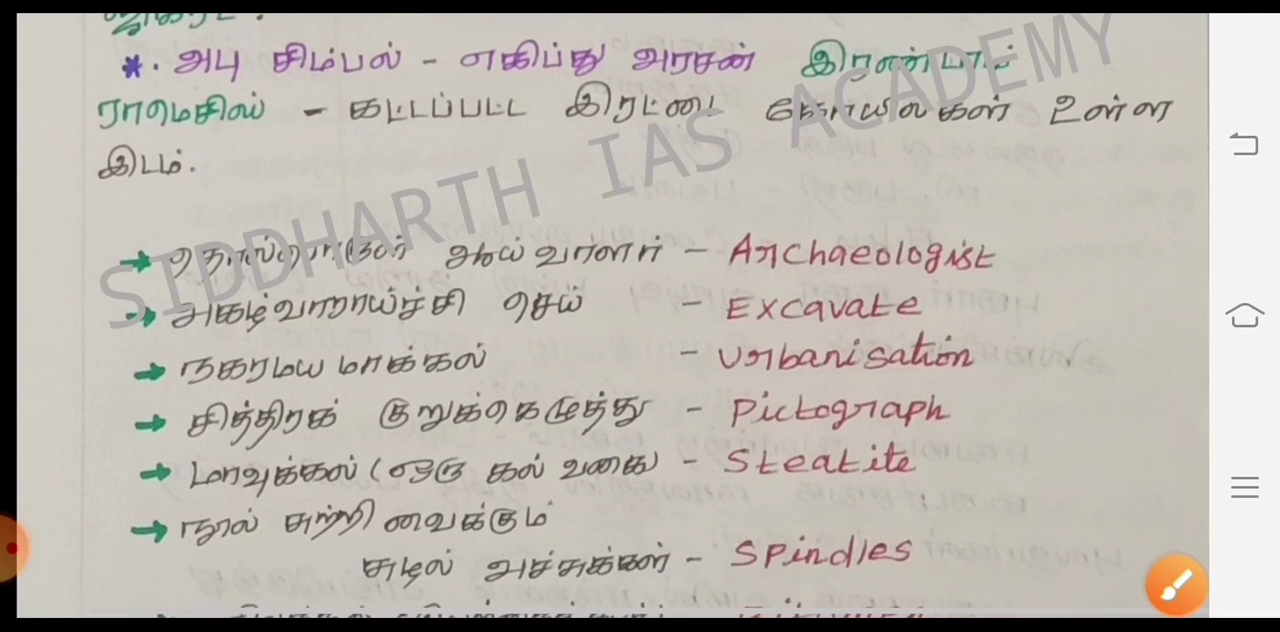 * . அபு சிம்பல் - எகிப்து அரசன் இரண்டாம்
ராமெசிஸ் - கட்டப்பட்ட இரட்டை கோயில்கள் உள்ள
இடம்.
SIDDHARTH IAS ACADEMY
→ தொல்பொருள் ஆய்வாளர் - Archaeologist
→ அகழ்வாராய்ச்சி செய் - Excavate
→ நகரமயமாக்கல் - Urbanisation
→ சித்திரக் குறுக்கெழுத்து - Pictograph
→ மாவுக்கல் (ஒரு கல் வகை) - Steatite
→ நூல் சுற்றி வைக்கும்
சுழல் அச்சுக்கள் - Spindles